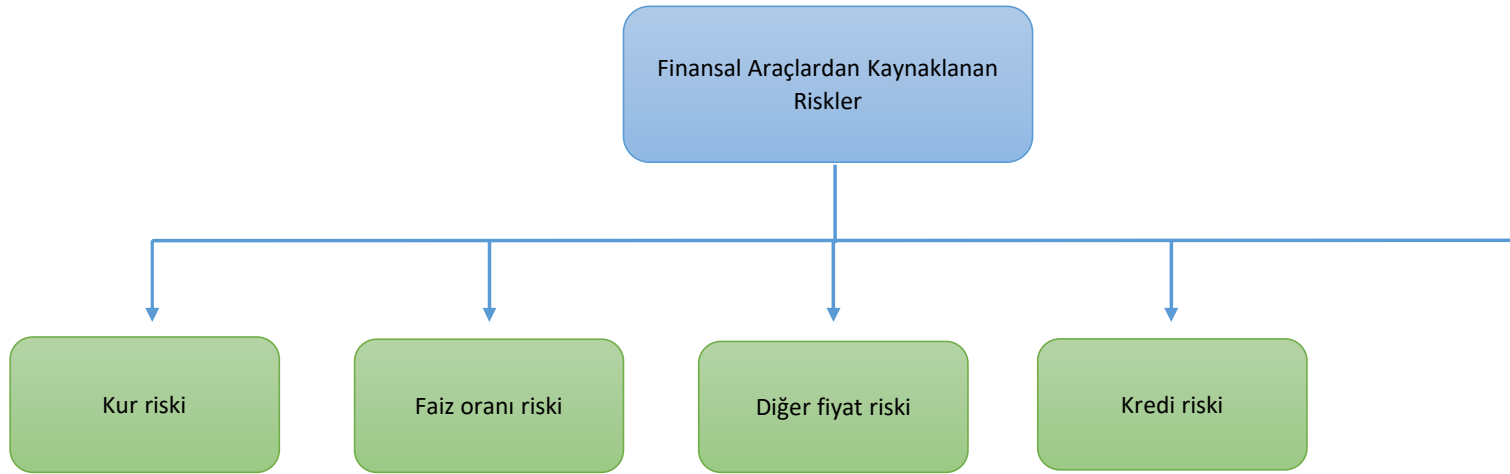 Finansal Araçlardan Kaynaklanan
Riskler
Kur riski
Faiz oranı riski
Diğer fiyat riski
Kredi riski